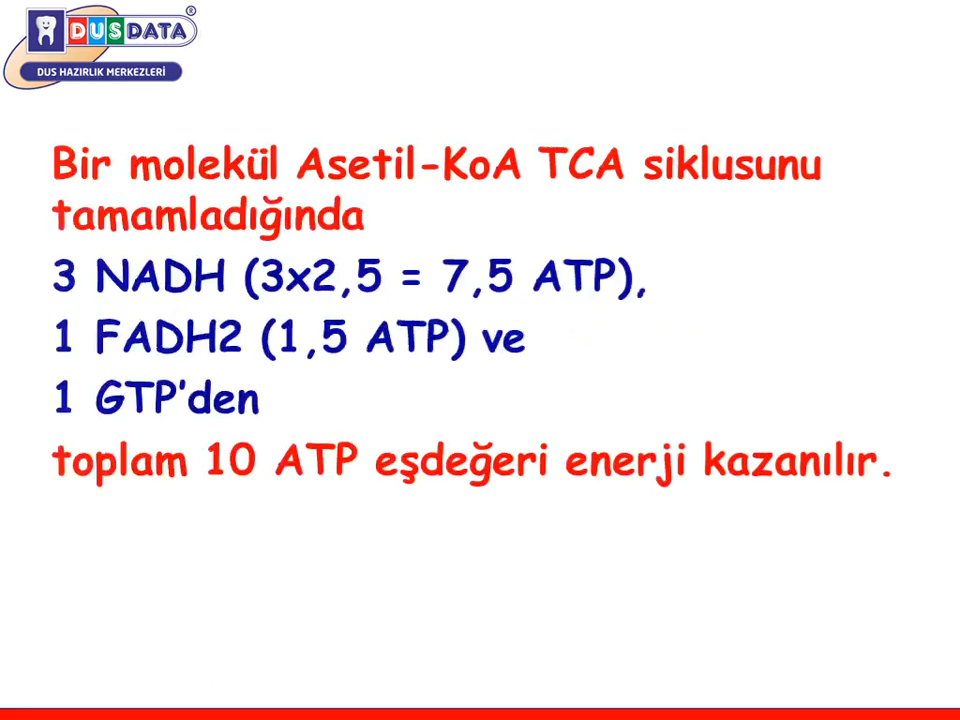 DUSDATA®
DUS HAZIRLIK MERKEZLERİ
Bir molekül Asetil-KoA TCA siklusunu
tamamladığında
3 NADH (3x2,5 = 7,5 ATP),
1 FADH2 (1,5 ATP) ve
1 GTP’den
toplam 10 ATP eşdeğeri enerji kazanılır.